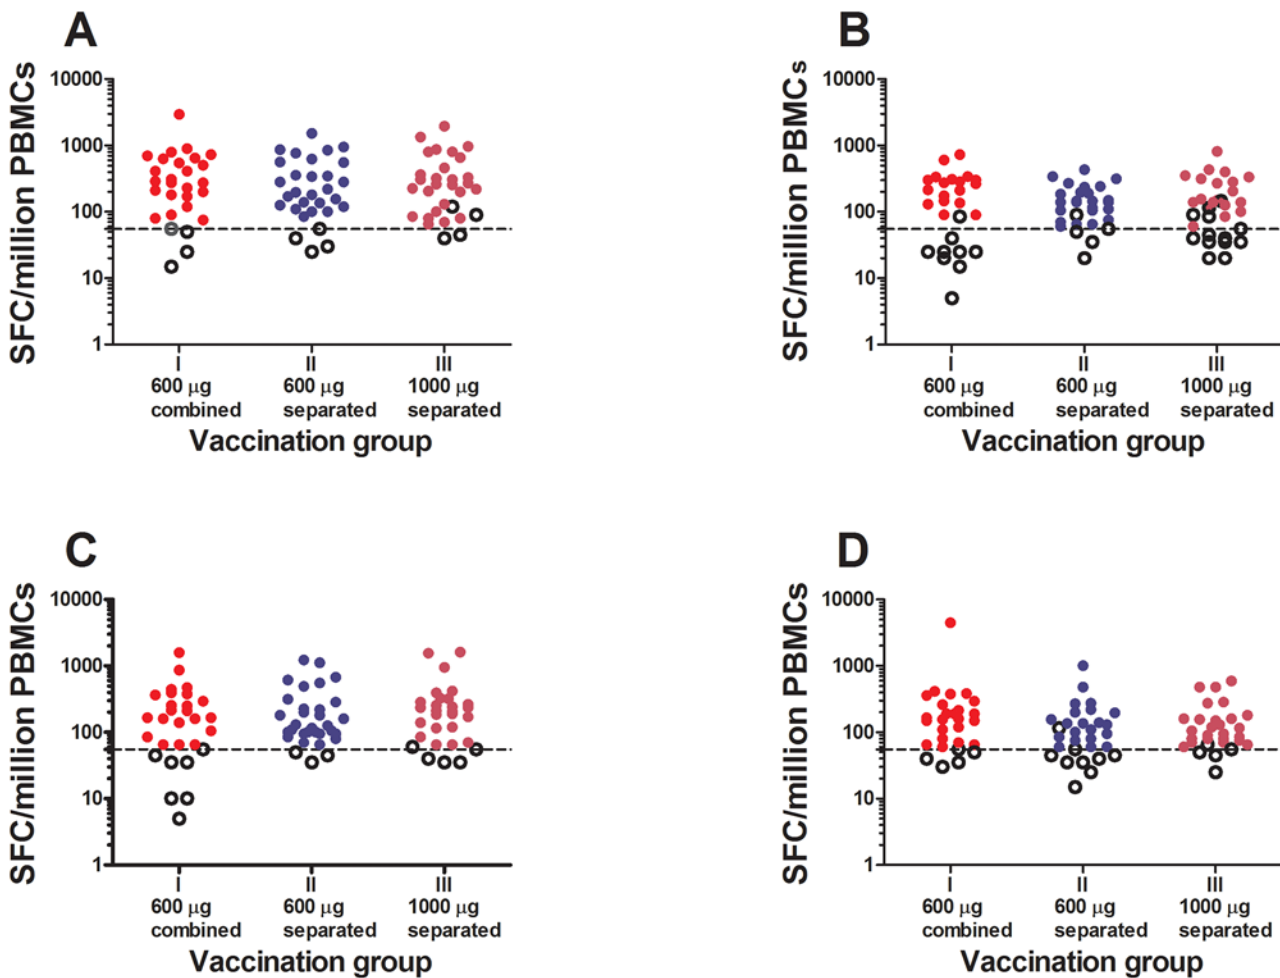 A
SFC/million PBMCs
10000
1000
100
10
1
I II III
600 µg 600 µg 1000 µg
combined separated separated
Vaccination group
B
SFC/million PBMCs
10000
1000
100
10
1
I II III
600 µg 600 µg 1000 µg
combined separated separated
Vaccination group
C
SFC/million PBMCs
10000
1000
100
10
1
I II III
600 µg 600 µg 1000 µg
combined separated separated
Vaccination group
D
SFC/million PBMCs
10000
1000
100
10
1
I II III
600 µg 600 µg 1000 µg
combined separated separated
Vaccination group